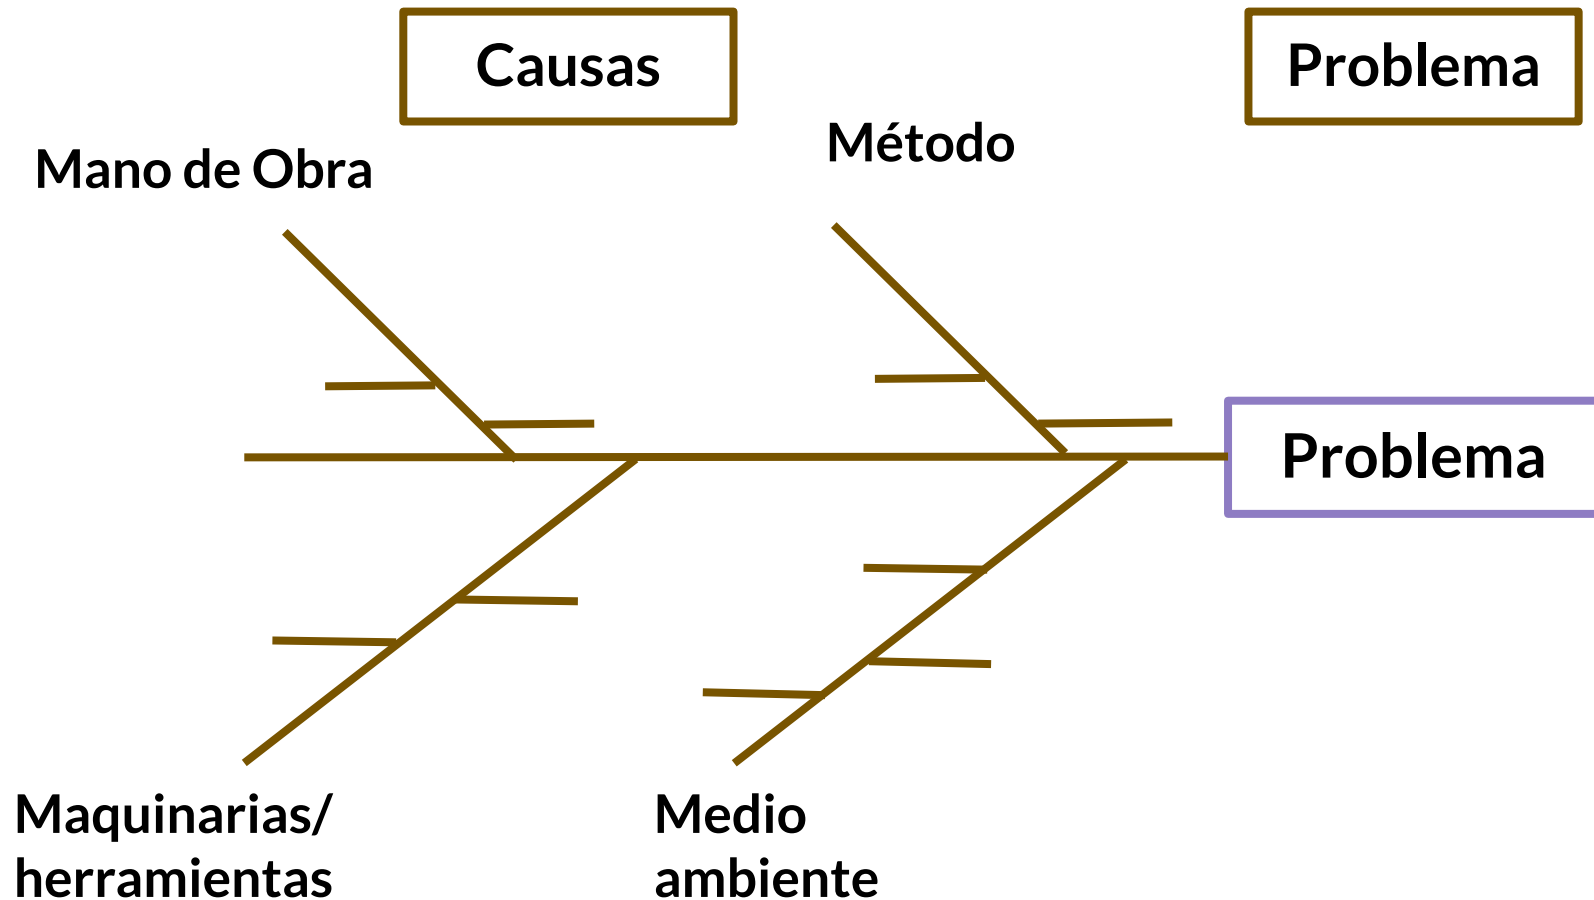 Causas
Problema
Mano de Obra
Método
Problema
Maquinarias/
herramientas
Medio
ambiente